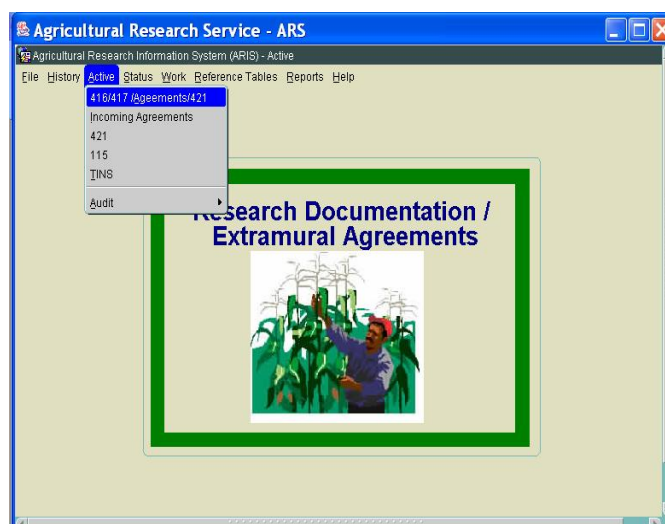 Agricultural Research Service - ARS
Agricultural Research Information System (ARIS) - Active
File History Active Status Work Reference Tables Reports Help
416/417 /Ageements/421
Incoming Agreements
421
115
TINS
Audit
Research Documentation /
Extramural Agreements